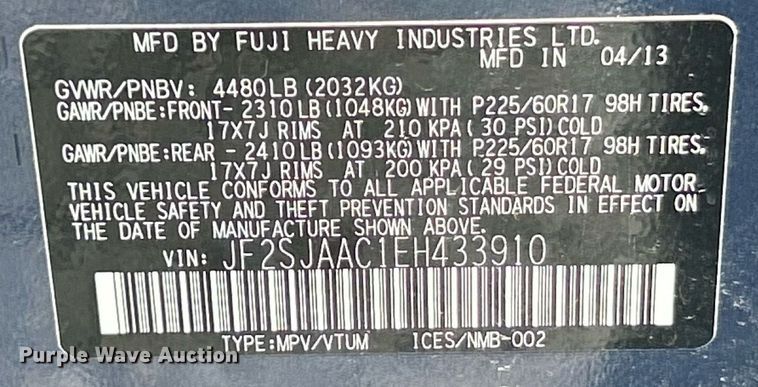 MFD BY FUJI HEAVY INDUSTRIES LTD.
MFD IN 04/13
GVWR/PNBV: 4480LB(2032KG)
GAWR/PNBE:FRONT- 2310LB(1048KG)WITH P225/60R17 98H TIRES,
17X7J RIMS AT 210 KPA( 30 PSI)COLD
GAWR/PNBE:REAR - 2410LB(1093KG)WITH P225/60R17 98H TIRES.
17X7J RIMS AT 200 KPA( 29 PSI)COLD
THIS VEHICLE CONFORMS TO ALL APPLICABLE FEDERAL MOTOR
VEHICLE SAFETY AND THEFT PREVENTION STANDARDS IN EFFECT ON
THE DATE OF MANUFACTURE SHOWN ABOVE.
VIN: JF2SJAAC1EH433910
TYPE:MPV/VTUM ICES/NMB-002
Purple Wave Auction